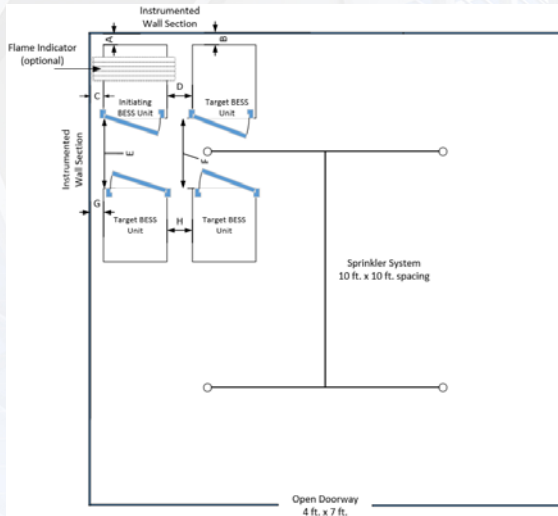 Instrumented
Wall Section
Flame Indicator
(optional)
A
B
C
D
Initiating
BESS Unit
Target BESS
Unit
Instrumented
Wall Section
E
F
G
H
Target BESS
Unit
Target BESS
Unit
Sprinkler System
10 ft. x 10 ft. spacing
Open Doorway
4 ft. x 7 ft.